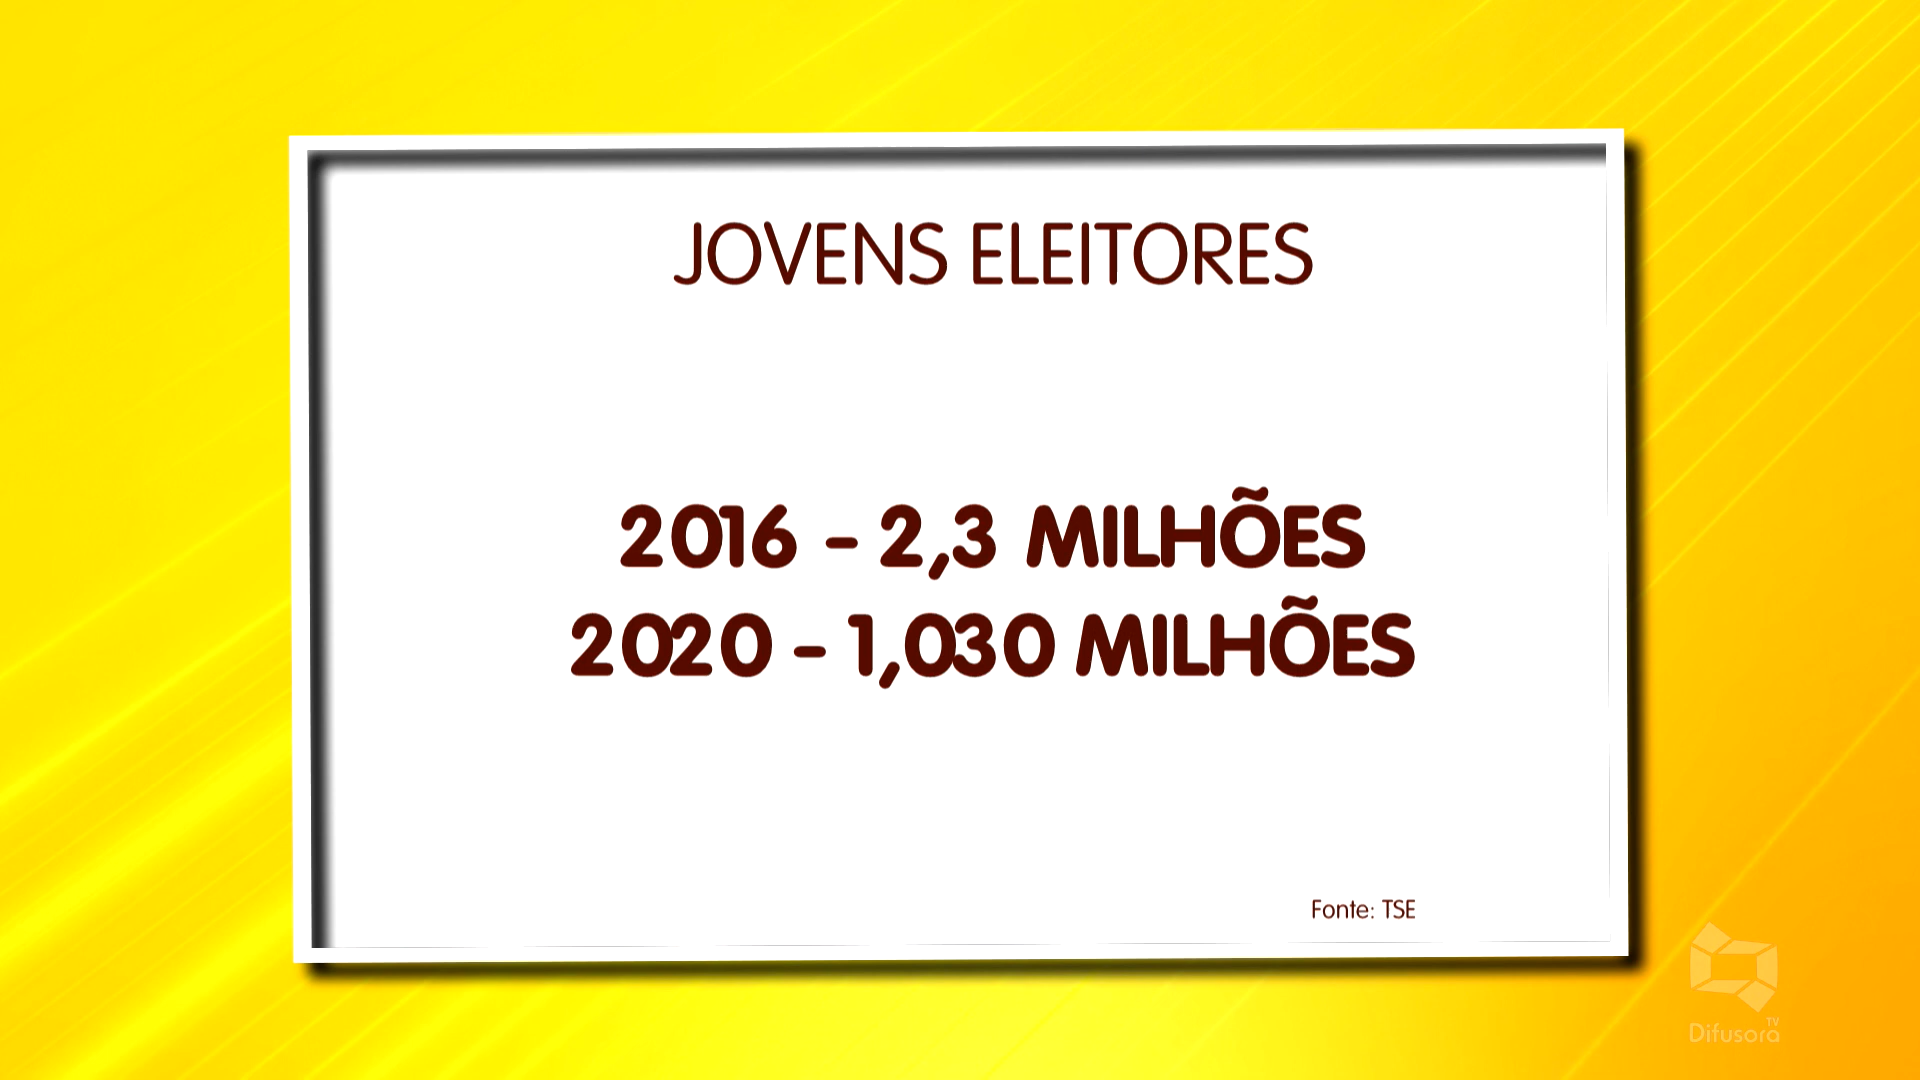 JOVENS ELEITORES
2016 - 2,3 MILHÕES
2020 - 1,030 MILHÕES
Fonte: TSE
TV
Difusora